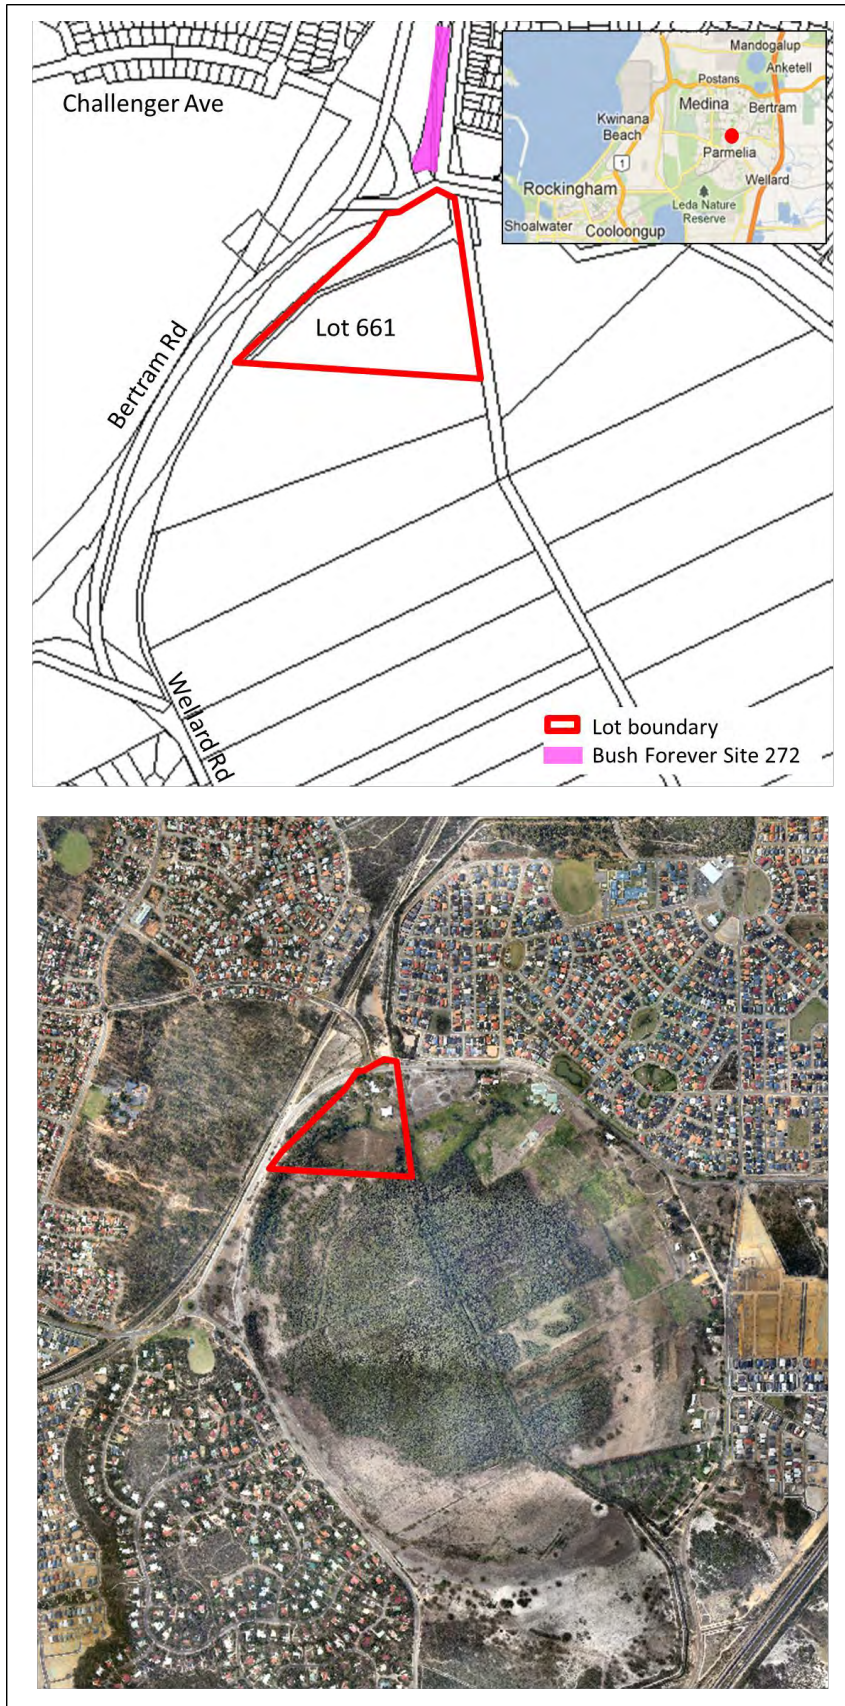 Challenger Ave
Mandogalup
Anketell
Postans
Medina
Bertram
Kwinana
Beach
Parmelia
1
Wellard
Rockingham
Leda Nature
Reserve
Shoalwater
Cooloongup
Lot 661
Bertram Rd
Wellard Rd
Lot boundary
Bush Forever Site 272